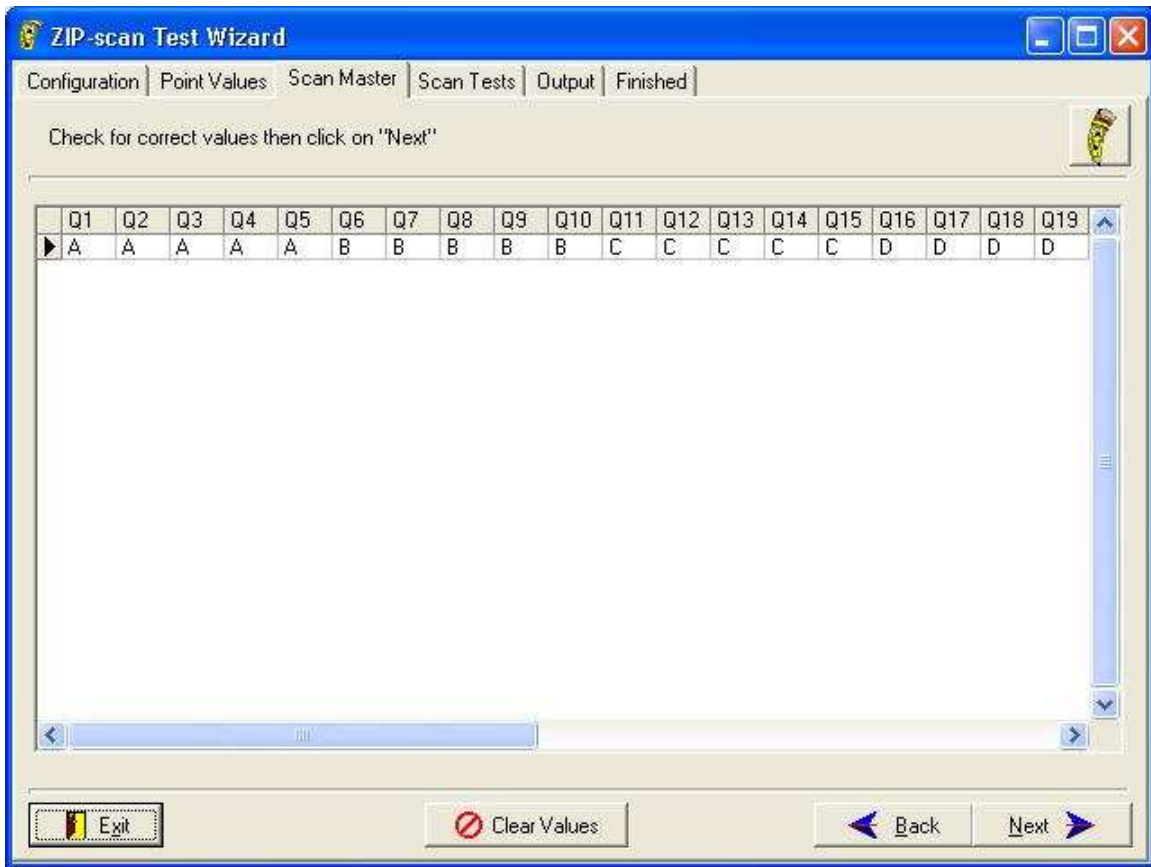 ZIP-scan Test Wizard
Configuration Point Values Scan Master Scan Tests Output Finished
Check for correct values then click on "Next"
Q1 Q2 Q3 Q4 Q5 Q6 Q7 Q8 Q9 Q10 Q11 Q12 Q13 Q14 Q15 Q16 Q17 Q18 Q19
A A A A A B B B B B C C C C C D D D D
Exit Clear Values Back Next